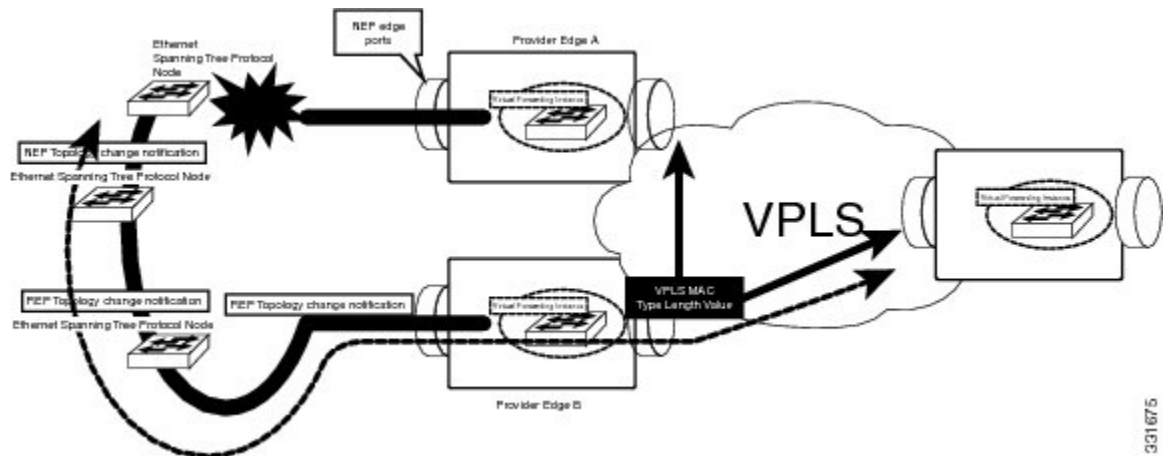 NEP edge
ports
Provider Edge A
Ethernet
Spanning Tree Protocol
Node
Virtual Forwarding Instance
NEP Topology change notification
Ethernet Spanning Tree Protocol Node
Virtual Forwarding Instance
VPLS
VPLS MAC
Type Length Value
REP Topology change notification
REP Topology change notification
Virtual Forwarding Instance
Ethernet Spanning Tree Protocol Node
Provider Edge B
331675